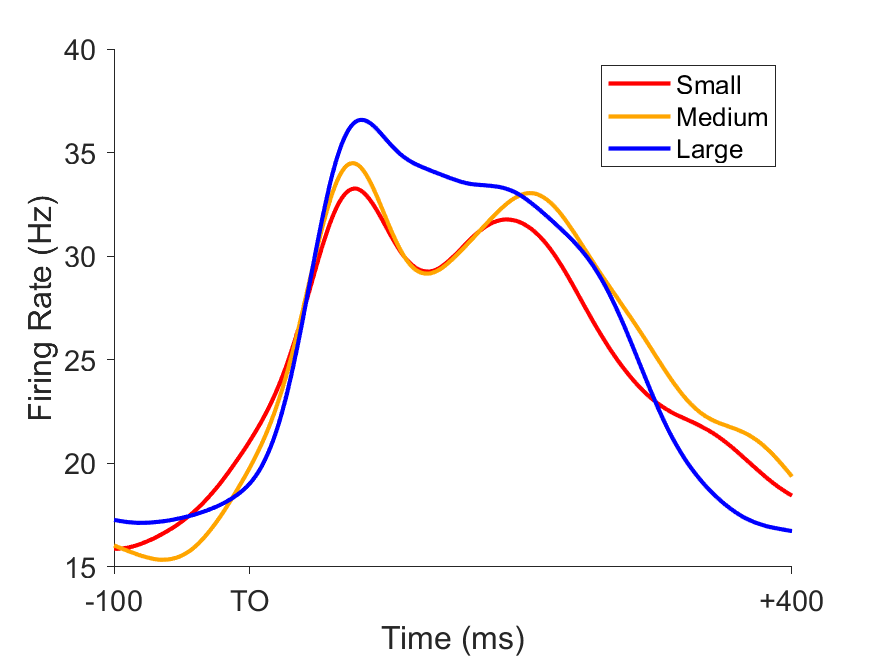 40
35
30
25
20
15
Firing Rate (Hz)
Small
Medium
Large
-100 TO +400
Time (ms)